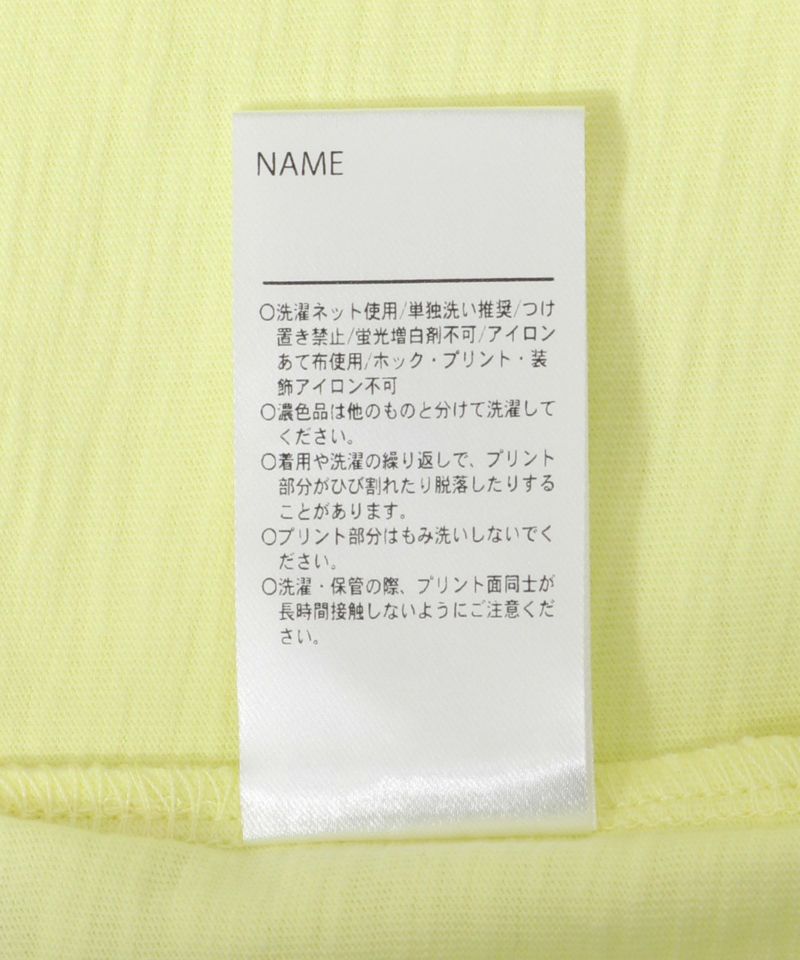 NAME
○洗濯ネット使用/単独洗い推奨/つけ
置き禁止/蛍光増白剤不可/アイロン
あて布使用/ホック・プリント・装
飾アイロン不可
○濃色品は他のものと分けて洗濯して
ください。
○着用や洗濯の繰り返しで、プリント
部分がひび割れたり脱落したりする
ことがあります。
○プリント部分はもみ洗いしないでく
ださい。
○洗濯・保管の際、プリント面同士が
長時間接触しないようにご注意くだ
さい。